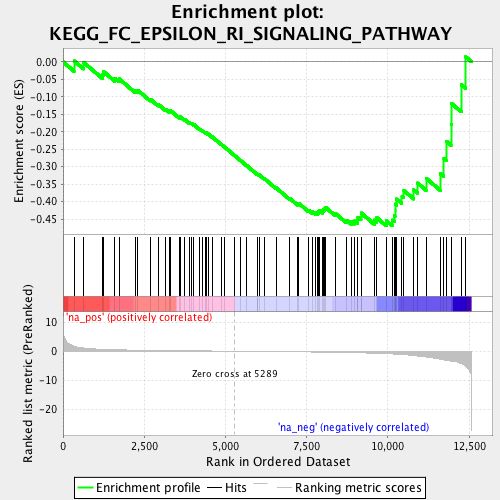 Enrichment plot:
KEGG_FC_EPSILON_RI_SIGNALING_PATHWAY
Enrichment score (ES)
0.00
-0.05
-0.10
-0.15
-0.20
-0.25
-0.30
-0.35
-0.40
-0.45
'na_pos' (positively correlated)
Ranked list metric (PreRanked)
10
5
0
-10
-20
Zero cross at 5289
'na_neg' (negatively correlated)
0
2,500
5,000
7,500
10,000
12,500
Rank in Ordered Dataset
Enrichment profile
Hits
Ranking metric scores